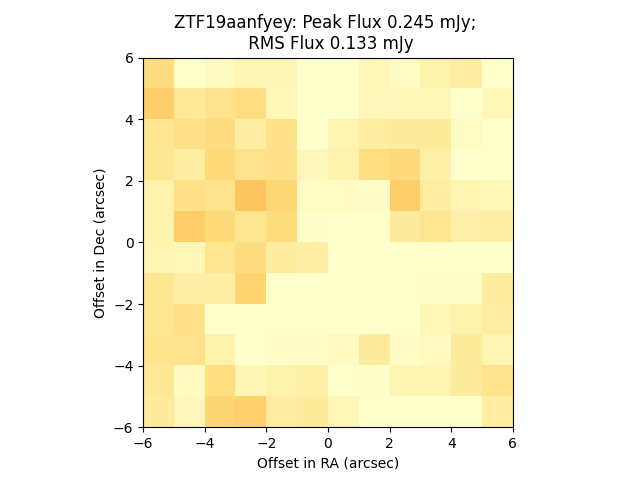 ZTF19aanfyey: Peak Flux 0.245 mJy;
RMS Flux 0.133 mJy
6
4
2
0
−2
−4
−6
Offset in Dec (arcsec)
−6 −4 −2 0 2 4 6
Offset in RA (arcsec)